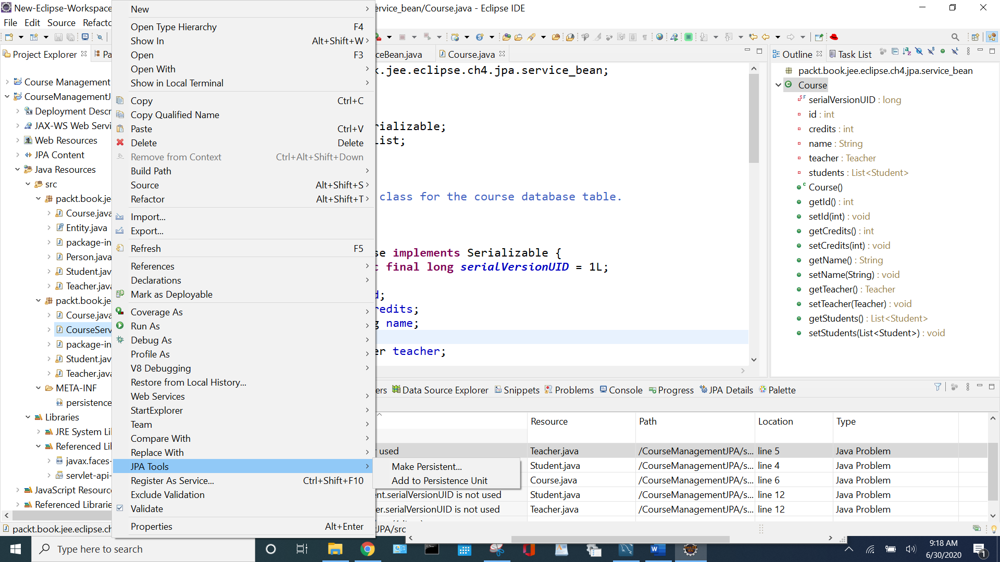 New-Eclipse-Workspace
ervice_bean/Course.java - Eclipse IDE
File Edit Source Refacto
Project Explorer
Pa
Course Management
CourseManagementJ
Deployment Descr
JAX-WS Web Servi
Web Resources
JPA Content
Java Resources
src
packt.book.je
Course.java
Entity.java
package-in
Person.java
Student.java
Teacher.java
packt.book.je
Course.java
CourseServ
package-in
Student.jav
Teacher.java
META-INF
persistence
Libraries
JRE System Li
Referenced Lil
javax.faces-
servlet-api-
JavaScript Resourc
Referenced Librarie
packt.book.jee.eclipse.ch
New
Open Type Hierarchy F4
Show In Alt+Shift+W
Open F3
Open With
Show in Local Terminal
Copy Ctrl+C
Copy Qualified Name
Paste Ctrl+V
Delete Delete
Remove from Context Ctrl+Alt+Shift+Down
Build Path
Source Alt+Shift+S
Refactor Alt+Shift+T
Import...
Export...
Refresh F5
References
Declarations
Mark as Deployable
Coverage As
Run As
Debug As
Profile As
V8 Debugging
Restore from Local History...
Web Services
StartExplorer
Team
Compare With
Replace With
JPA Tools
Register As Service... Ctrl+Shift+F10
Exclude Validation
Validate
Properties Alt+Enter
Make Persistent...
Add to Persistence Unit
ceBean.java
Course.java
k.jee.eclipse.ch4.jpa.service_bean;
rializable;
List;
class for the course database table.
se implements Serializable {
c final long serialVersionUID = 1L;
d;
redits;
g name;
er teacher;
Outline Task List
packt.book.jee.eclipse.ch4.jpa.service_bean
Course
serialVersionUID : long
id : int
credits : int
name : String
teacher : Teacher
students : List<Student>
Course()
getId() : int
setId(int) : void
getCredits() : int
setCredits(int) : void
getName() : String
setName(String) : void
getTeacher() : Teacher
setTeacher(Teacher) : void
getStudents() : List<Student>
setStudents(List<Student>) : void
ers Data Source Explorer Snippets Problems Console Progress JPA Details Palette
Resource Path Location Type
used Teacher.java /CourseManagementJPA/s... line 5 Java Problem
Student.java /CourseManagementJPA/s... line 4 Java Problem
Course.java /CourseManagementJPA/s... line 6 Java Problem
nt.serialVersionUID is not used Student.java /CourseManagementJPA/s... line 12 Java Problem
er.serialVersionUID is not used Teacher.java /CourseManagementJPA/s... line 12 Java Problem
JPA/src
Type here to search
9:18 AM
6/30/2020
1